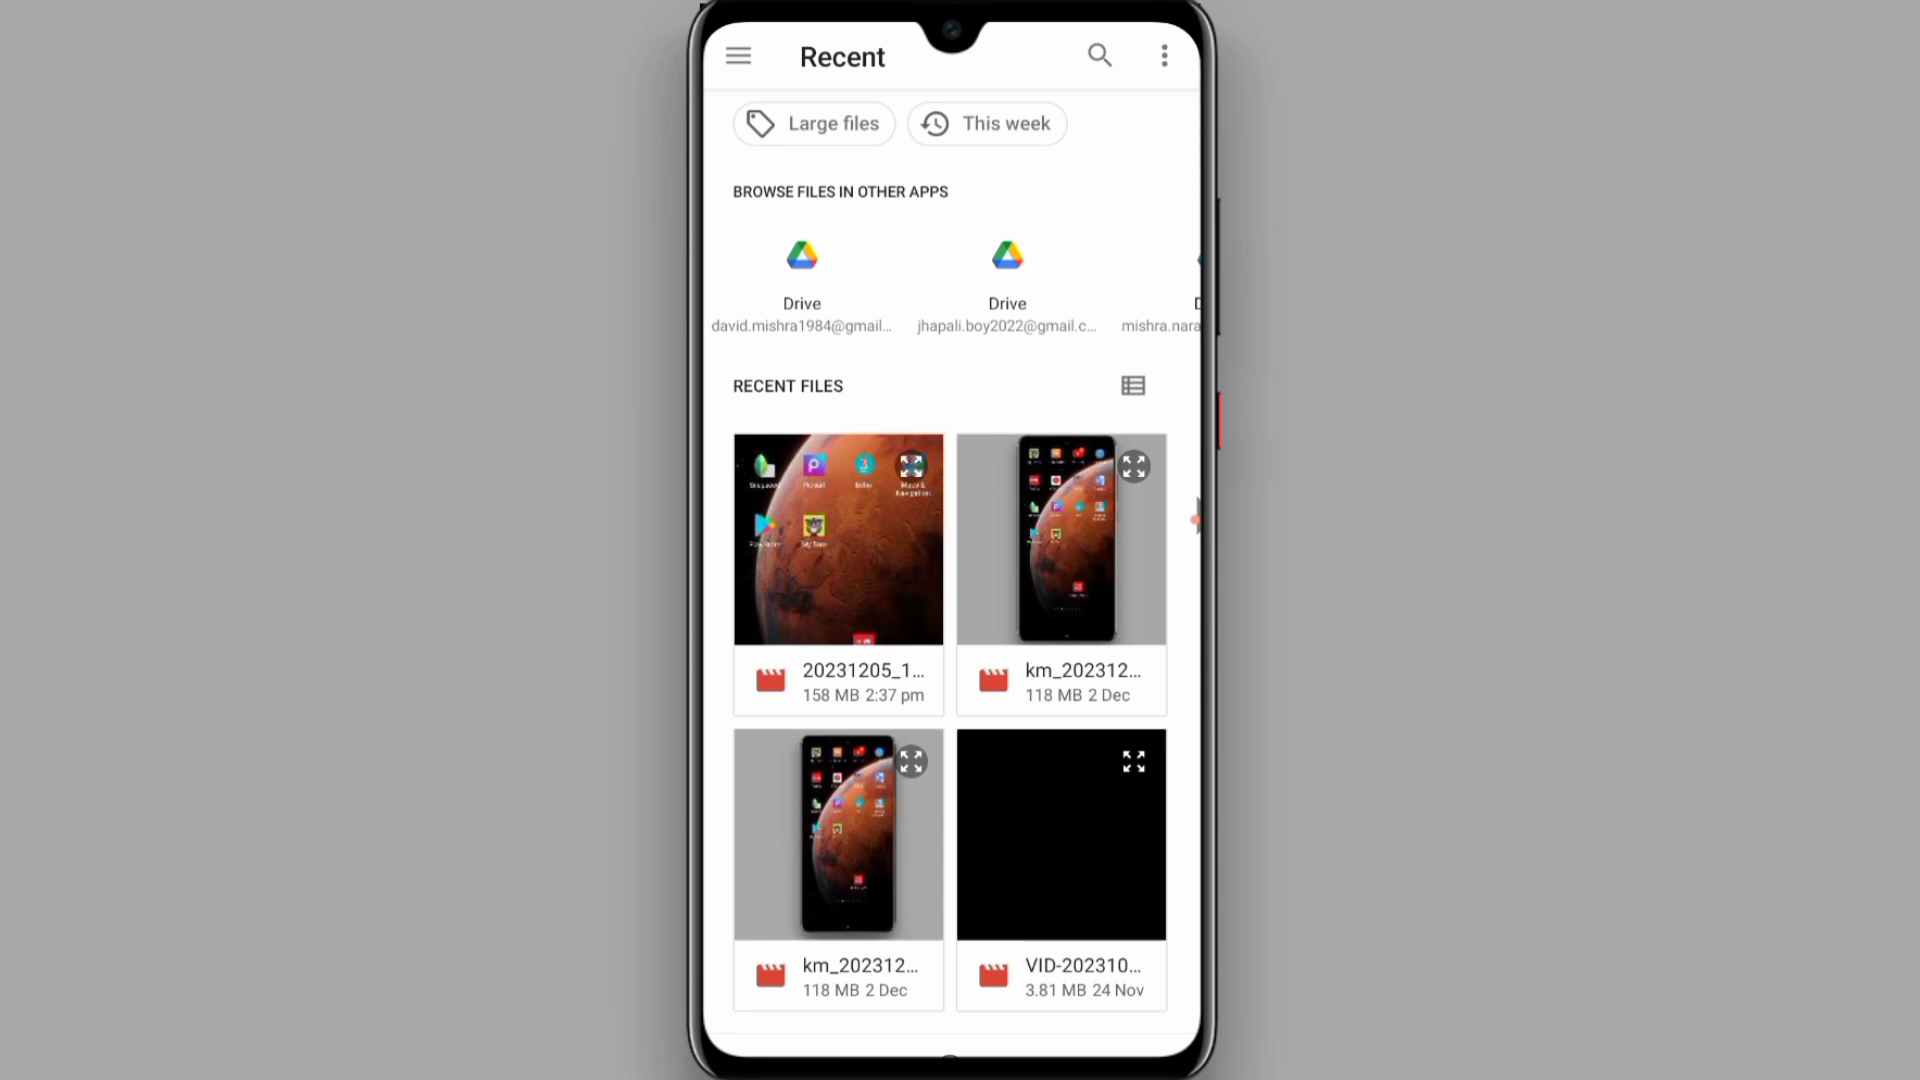 Recent
Large files
This week
BROWSE FILES IN OTHER APPS
Drive
david.mishra1984@gmail...
Drive
jhapali.boy2022@gmail.c...
mishra.nara
RECENT FILES
My Tom
20231205_1...
158 MB 2:37 pm
km_202312...
118 MB 2 Dec
km_202312...
118 MB 2 Dec
VID-202310...
3.81 MB 24 Nov